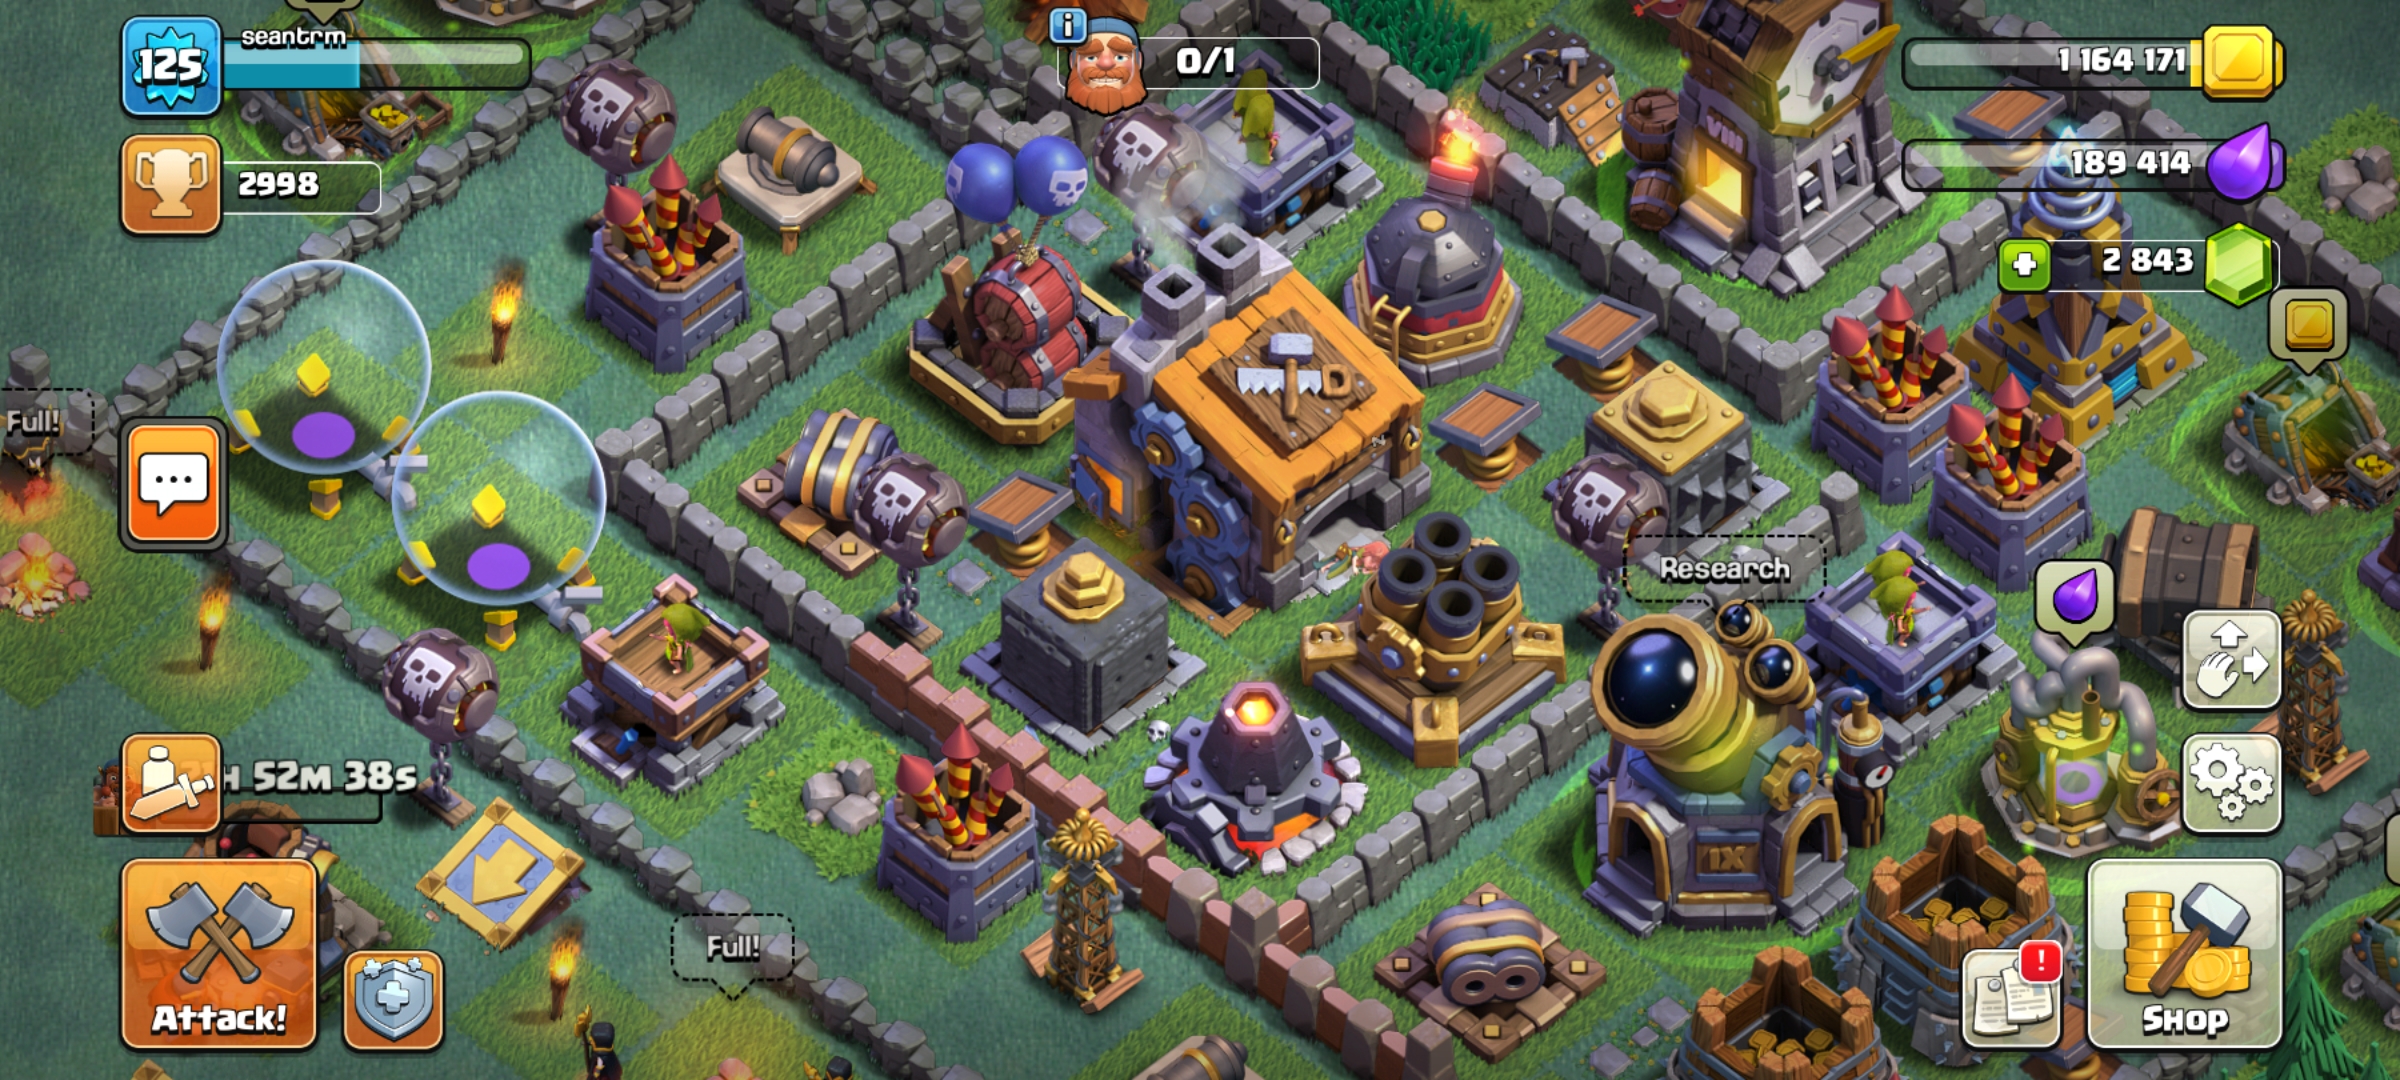 seantrm
125
2998
i
0/1
1 164 171
189 414
2 843
VIII
Full!
Research
52M 38s
IX
Full!
Attack!
!
Shop